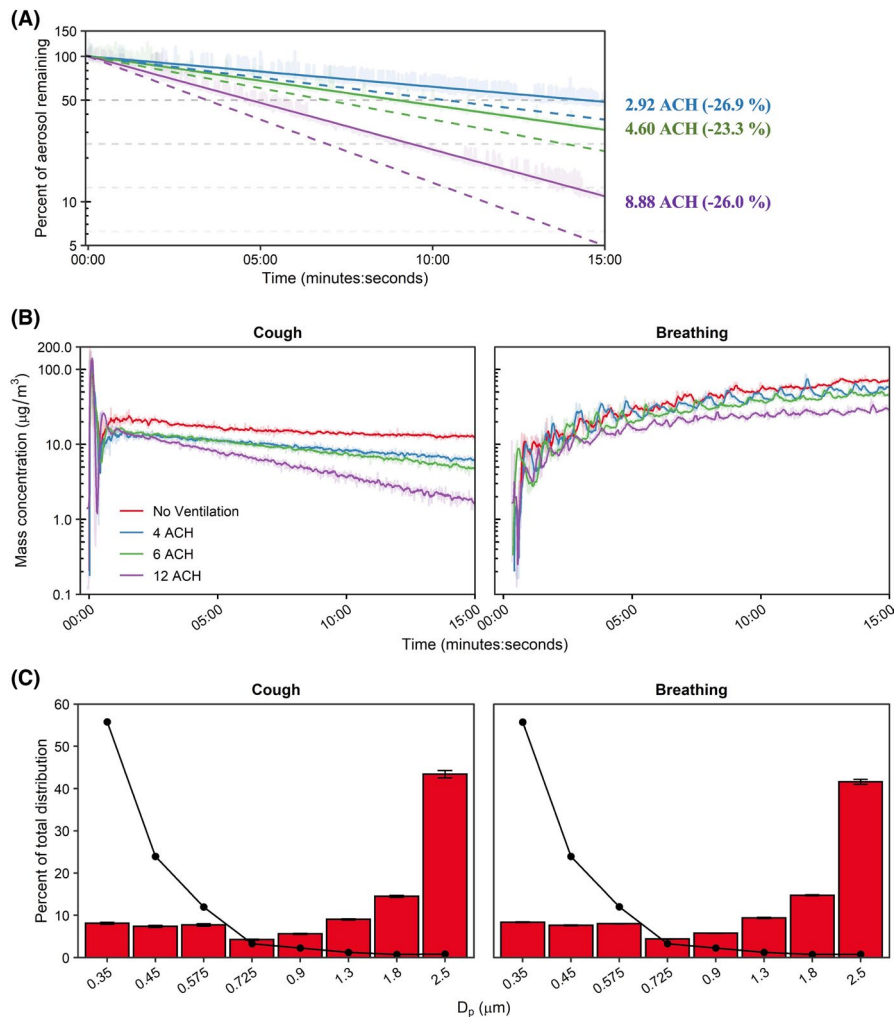 (A)
150
100
50
10
5
Percent of aerosol remaining
00:00
05:00
10:00
15:00
Time (minutes:seconds)
2.92 ACH (-26.9 %)
4.60 ACH (-23.3 %)
8.88 ACH (-26.0 %)
(B)
Cough
Breathing
200.0
100.0
10.0
1.0
0.1
Mass concentration (μg/m³)
No Ventilation
4 ACH
6 ACH
12 ACH
00:00
05:00
10:00
15:00
00:00
05:00
10:00
15:00
Time (minutes:seconds)
(C)
Cough
Breathing
60
50
40
30
20
10
0
Percent of total distribution
0.35
0.45
0.575
0.725
0.9
1.3
1.8
2.5
0.35
0.45
0.575
0.725
0.9
1.3
1.8
2.5
Dₚ (μm)